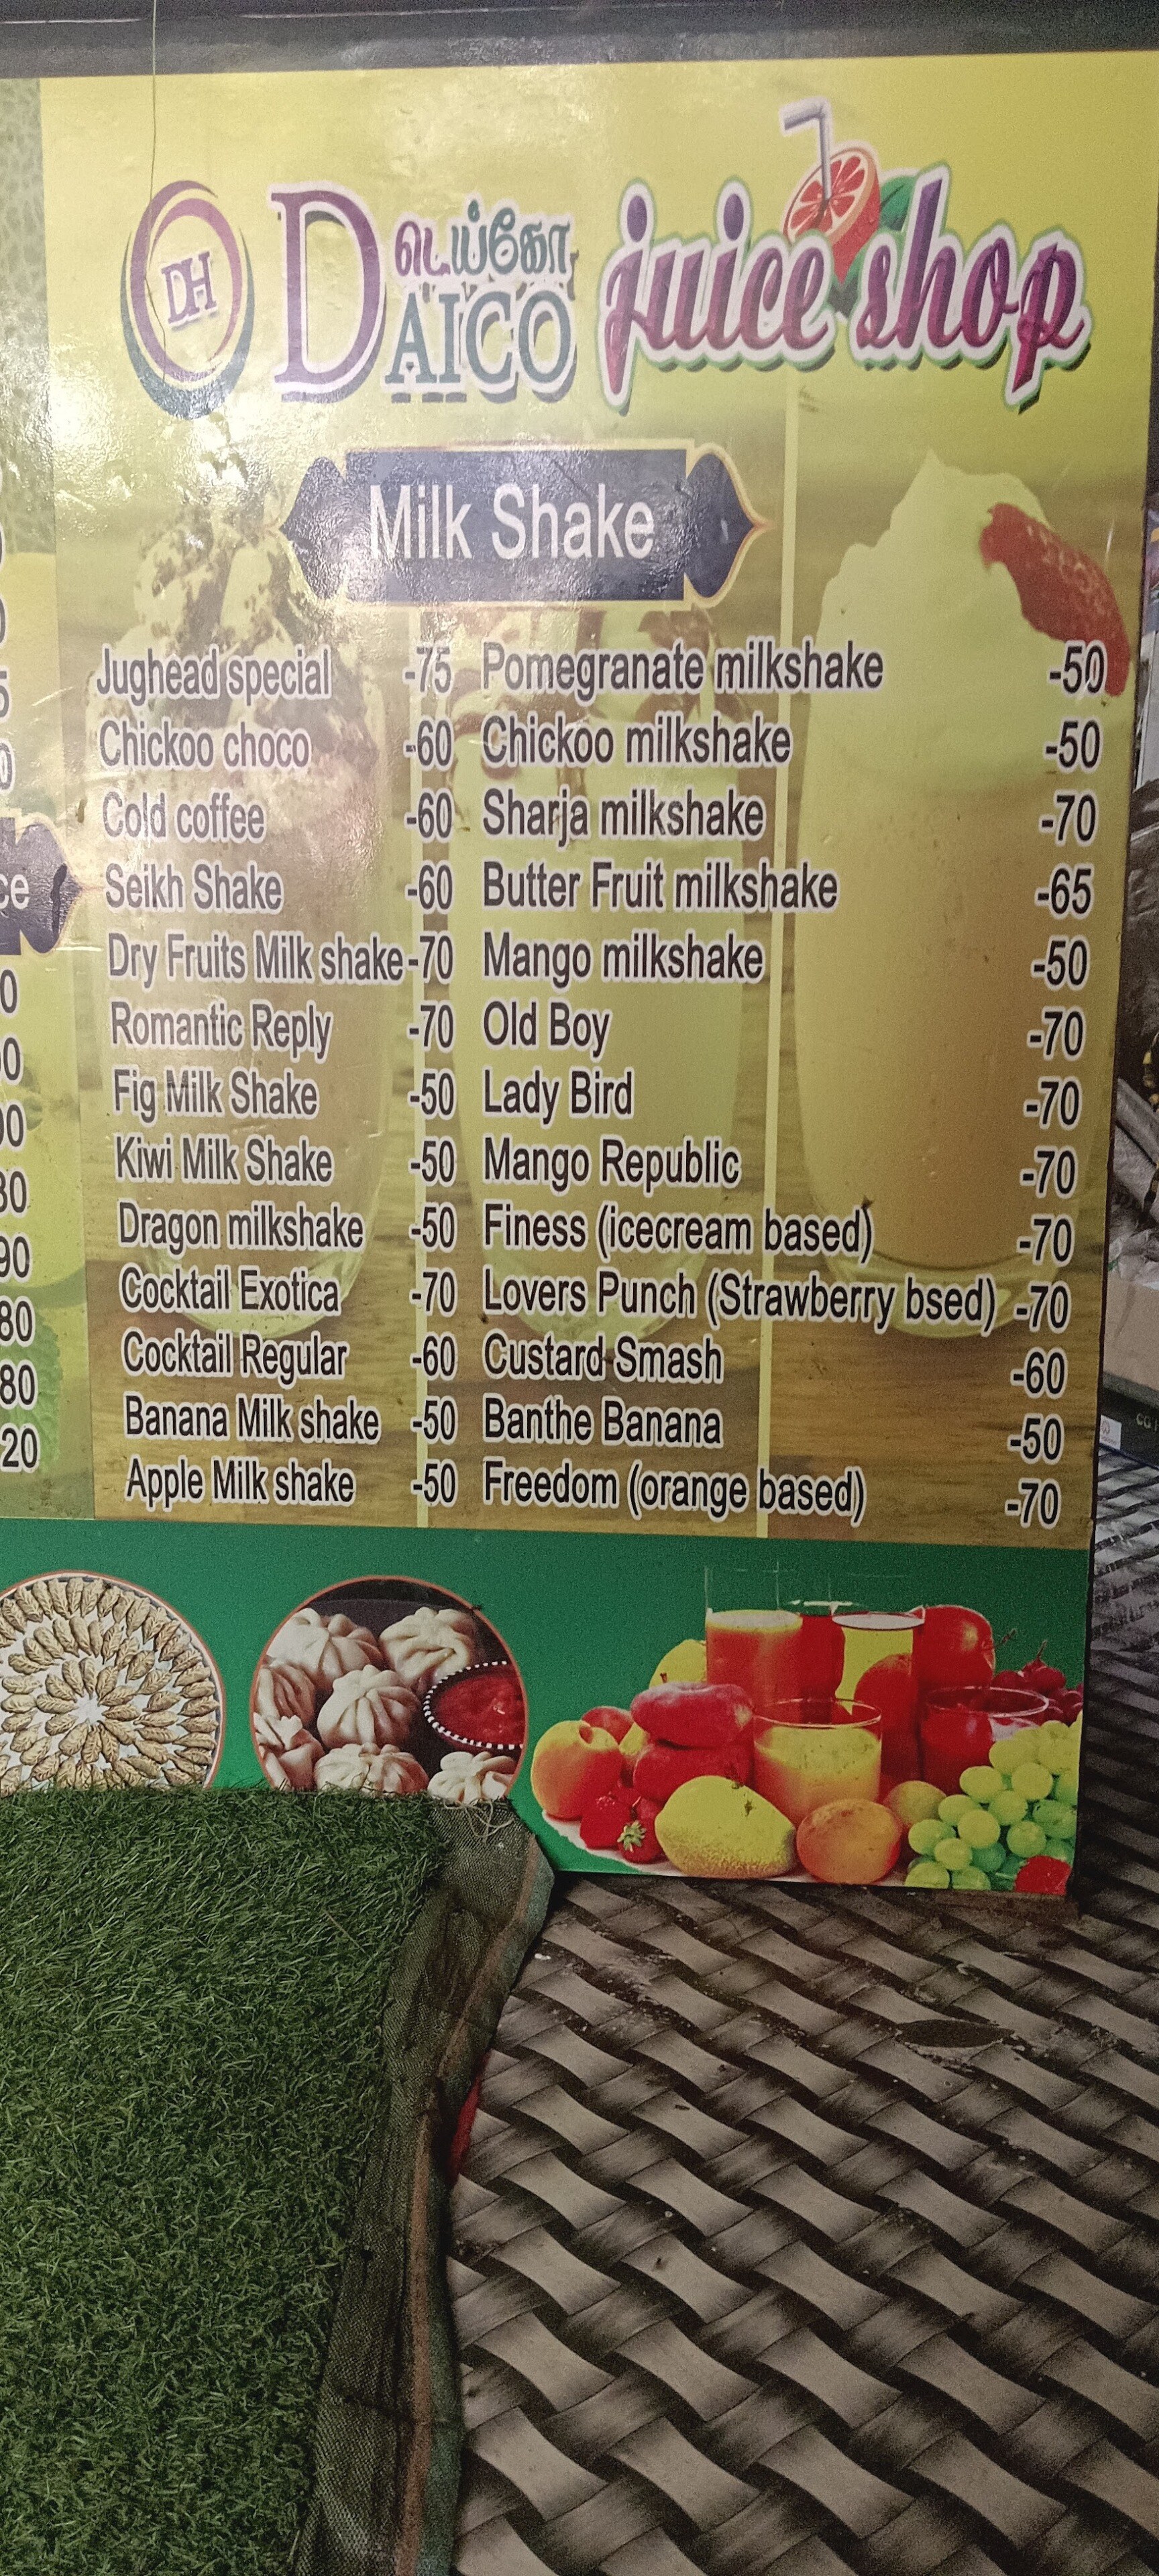 DH
டெய்கோ
DAICO juice shop
Milk Shake
Jughead special -75
Chickoo choco -60
Cold coffee -60
Seikh Shake -60
Dry Fruits Milk shake -70
Romantic Reply -70
Fig Milk Shake -50
Kiwi Milk Shake -50
Dragon milkshake -50
Cocktail Exotica -70
Cocktail Regular -60
Banana Milk shake -50
Apple Milk shake -50
Pomegranate milkshake -50
Chickoo milkshake -50
Sharja milkshake -70
Butter Fruit milkshake -65
Mango milkshake -50
Old Boy -70
Lady Bird -70
Mango Republic -70
Finess (icecream based) -70
Lovers Punch (Strawberry bsed) -70
Custard Smash -60
Banthe Banana -50
Freedom (orange based) -70